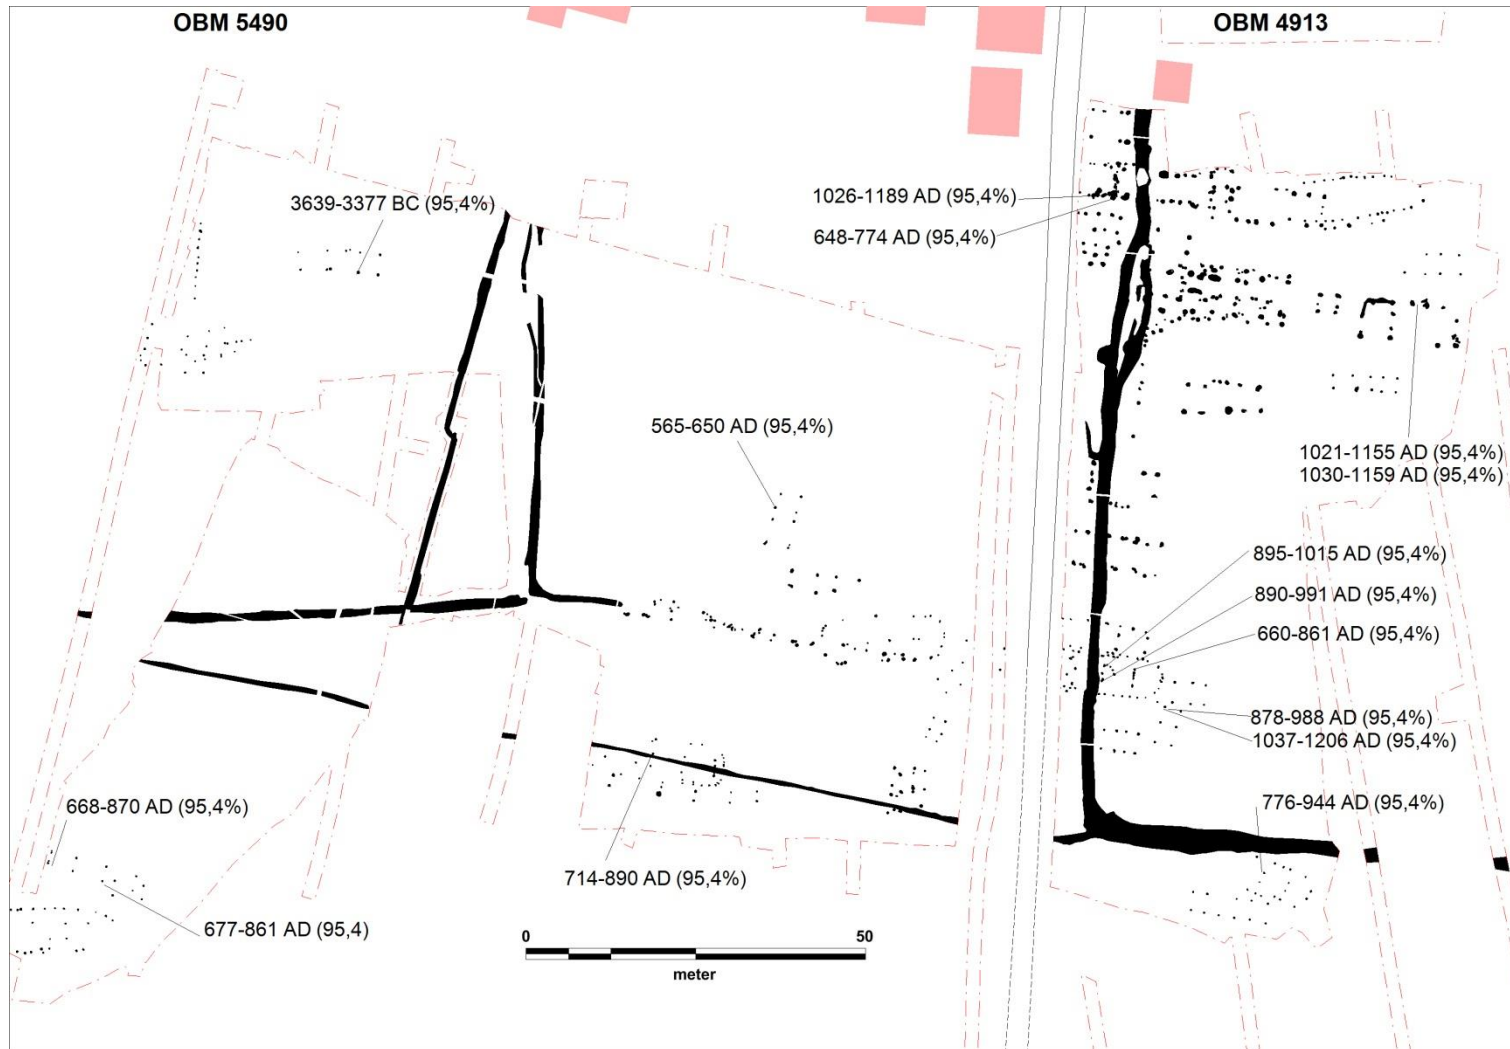 OBM 5490
OBM 4913
3639-3377 BC (95,4%)
1026-1189 AD (95,4%)
648-774 AD (95,4%)
565-650 AD (95,4%)
1021-1155 AD (95,4%)
1030-1159 AD (95,4%)
895-1015 AD (95,4%)
890-991 AD (95,4%)
660-861 AD (95,4%)
878-988 AD (95,4%)
1037-1206 AD (95,4%)
776-944 AD (95,4%)
668-870 AD (95,4%)
714-890 AD (95,4%)
677-861 AD (95,4)
0 50
meter